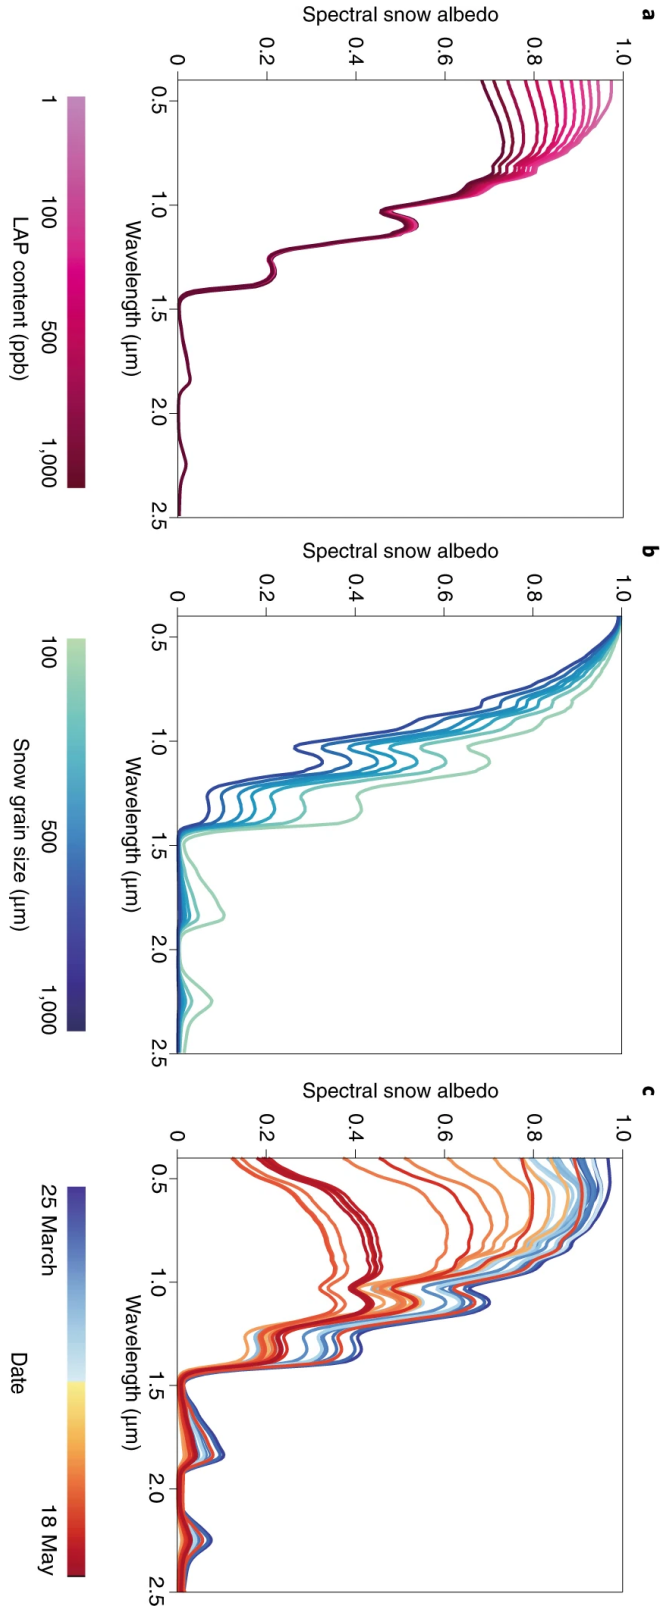 a
Spectral snow albedo
1.0
0.8
0.6
0.4
0.2
0
0.5 1.0 1.5 2.0 2.5
Wavelength (μm)
1 100 500 1,000
LAP content (ppb)
b
Spectral snow albedo
1.0
0.8
0.6
0.4
0.2
0
0.5 1.0 1.5 2.0 2.5
Wavelength (μm)
100 500 1,000
Snow grain size (μm)
c
Spectral snow albedo
1.0
0.8
0.6
0.4
0.2
0
0.5 1.0 1.5 2.0 2.5
Wavelength (μm)
25 March 18 May
Date